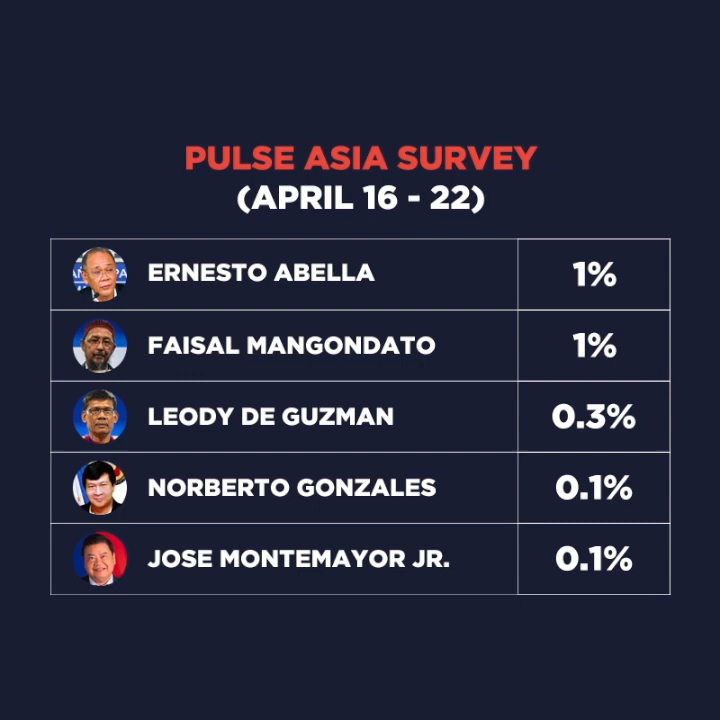 PULSE ASIA SURVEY
(APRIL 16 - 22)
ERNESTO ABELLA 1%
FAISAL MANGONDATO 1%
LEODY DE GUZMAN 0.3%
NORBERTO GONZALES 0.1%
JOSE MONTEMAYOR JR. 0.1%